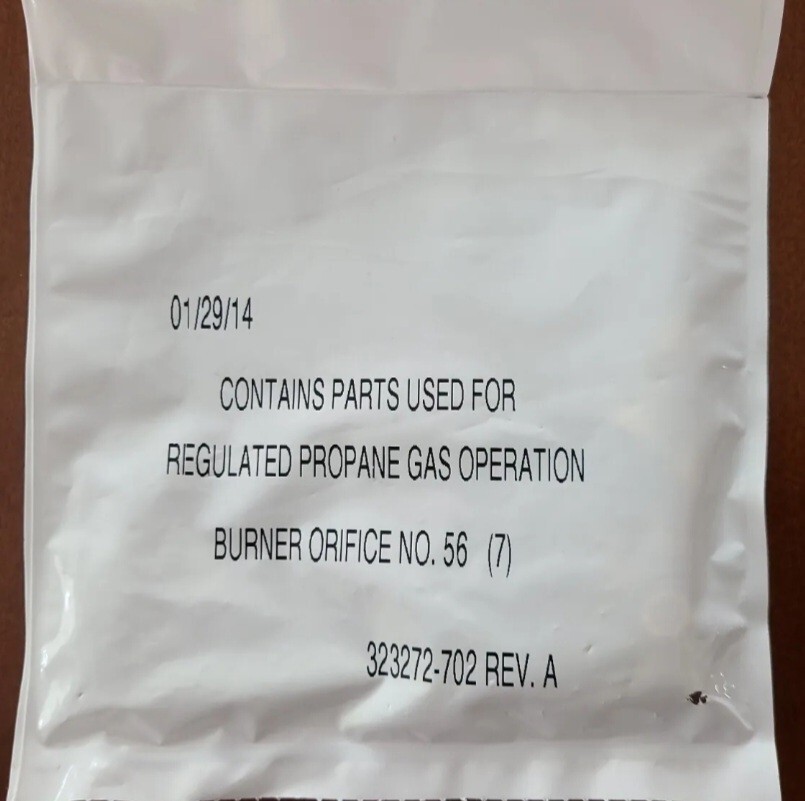 01/29/14
CONTAINS PARTS USED FOR
REGULATED PROPANE GAS OPERATION
BURNER ORIFICE NO. 56 (7)
323272-702 REV. A